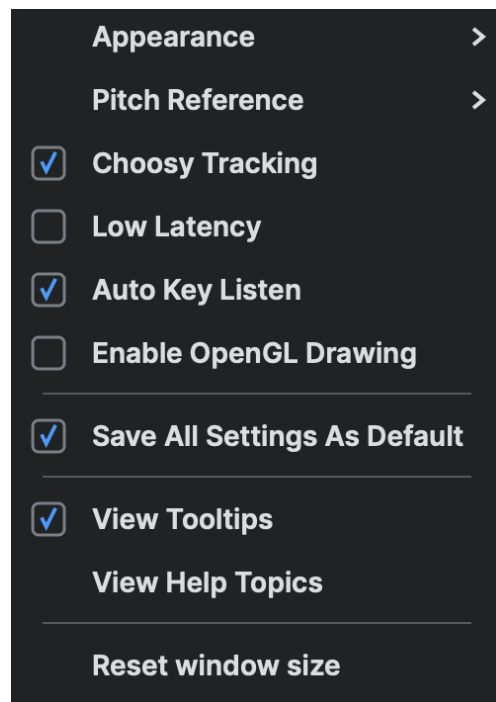 Appearance
Pitch Reference
Choosy Tracking
Low Latency
Auto Key Listen
Enable OpenGL Drawing
Save All Settings As Default
View Tooltips
View Help Topics
Reset window size